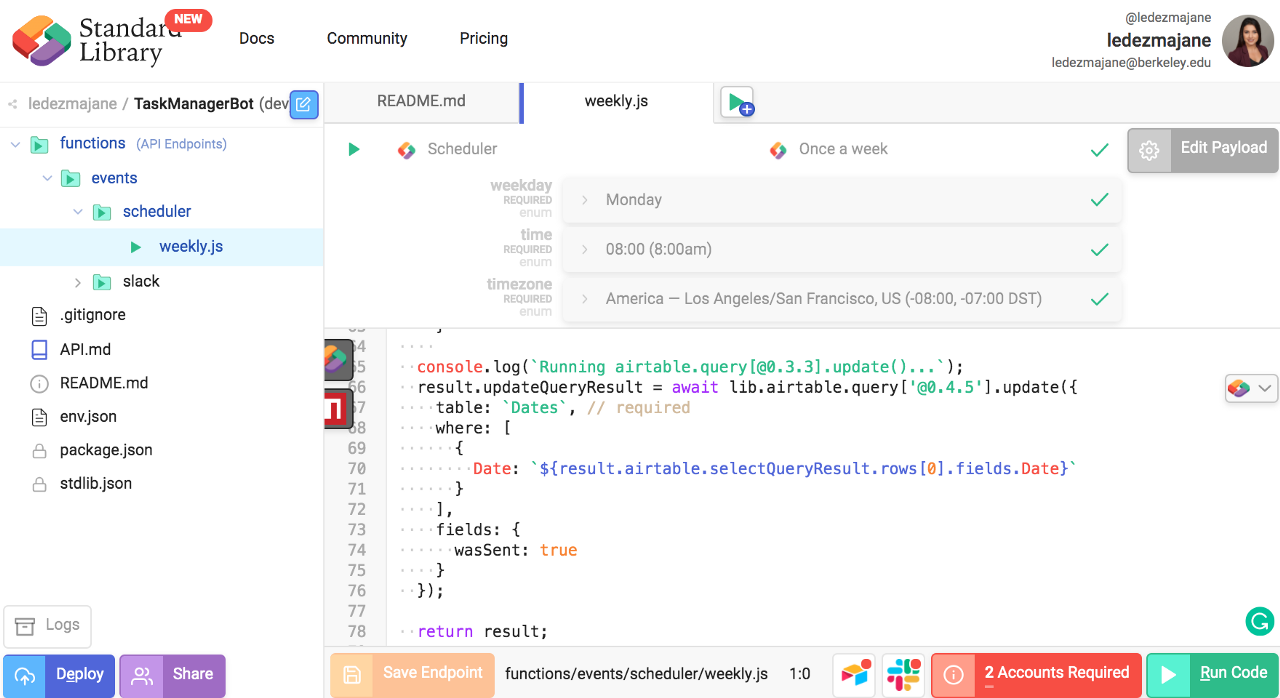 Standard Library
NEW
Docs
Community
Pricing
@ledezmajane
ledezmajane
ledezmajane@berkeley.edu
ledezmajane / TaskManagerBot (dev
functions (API Endpoints)
events
scheduler
weekly.js
slack
.gitignore
API.md
README.md
env.json
package.json
stdlib.json
Logs
Deploy
Share
README.md
weekly.js
Scheduler
Once a week
Edit Payload
weekday
REQUIRED
enum
Monday
time
REQUIRED
enum
08:00 (8:00am)
timezone
REQUIRED
enum
America — Los Angeles/San Francisco, US (-08:00, -07:00 DST)
63 }
64
65 console.log(`Running airtable.query[@0.3.3].update()...`);
66 result.updateQueryResult = await lib.airtable.query['@0.4.5'].update({
67 table: `Dates`, // required
68 where: [
69 {
70 Date: `${result.airtable.selectQueryResult.rows[0].fields.Date}`
71 }
72 ],
73 fields: {
74 wasSent: true
75 }
76 });
77
78 return result;
Save Endpoint
functions/events/scheduler/weekly.js
1:0
2 Accounts Required
Run Code